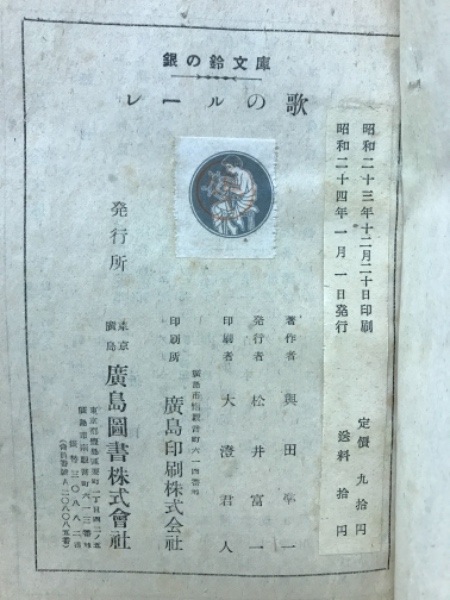 銀の鈴文庫
レールの歌
昭和二十三年十二月二十日印刷
昭和二十四年一月一日発行
定價 九拾円
送料 拾円
著作者 與田凖一
発行者 松井富一
印刷者 大澄君人
廣島市
印刷所 廣島印刷株式会社
発行所
東京
廣島
廣島圖書株式會社